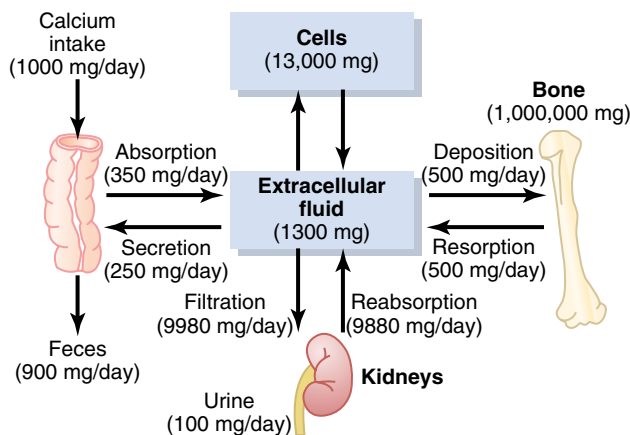 Calcium
intake
(1000 mg/day)
Cells
(13,000 mg)
Bone
(1,000,000 mg)
Absorption
(350 mg/day)
Extracellular
fluid
(1300 mg)
Deposition
(500 mg/day)
Secretion
(250 mg/day)
Resorption
(500 mg/day)
Filtration
(9980 mg/day)
Reabsorption
(9880 mg/day)
Feces
(900 mg/day)
Kidneys
Urine
(100 mg/day)